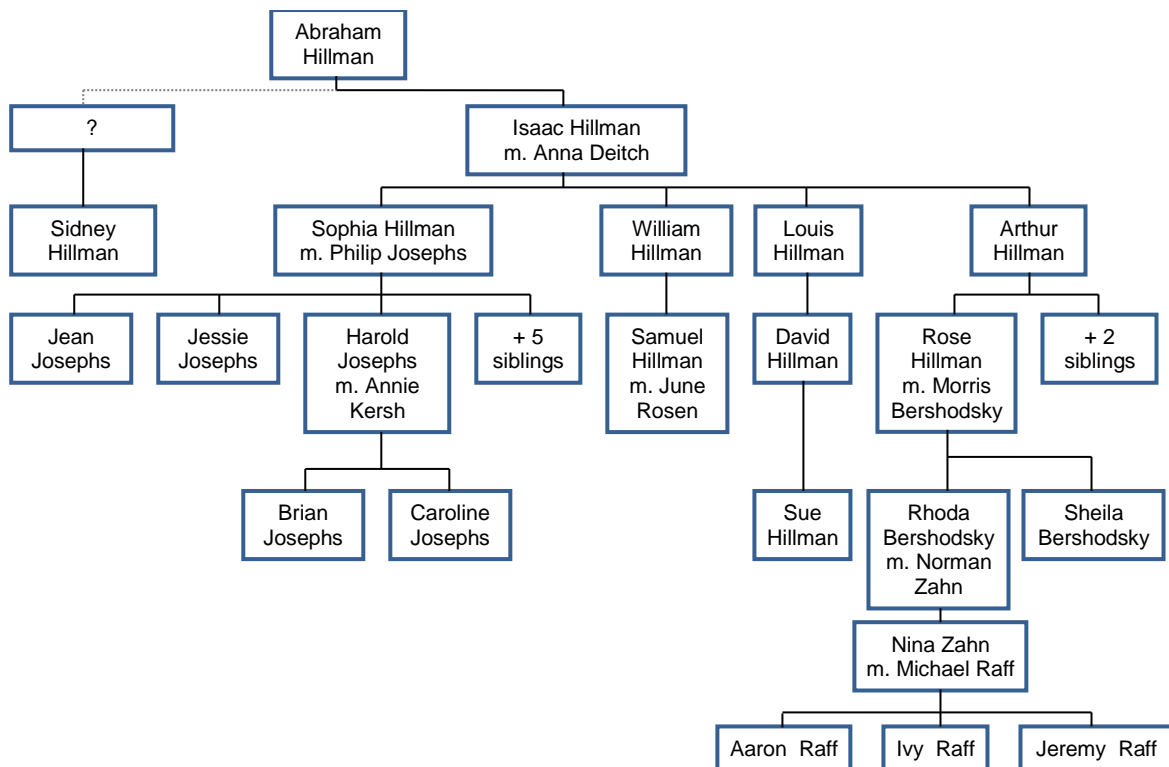 Abraham
Hillman
?
Isaac Hillman
m. Anna Deitch
Sidney
Hillman
Sophia Hillman
m. Philip Josephs
William
Hillman
Louis
Hillman
Arthur
Hillman
Jean
Josephs
Jessie
Josephs
Harold
Josephs
m. Annie
Kersh
+ 5
siblings
Samuel
Hillman
m. June
Rosen
David
Hillman
Rose
Hillman
m. Morris
Bershodsky
+ 2
siblings
Brian
Josephs
Caroline
Josephs
Sue
Hillman
Rhoda
Bershodsky
m. Norman
Zahn
Sheila
Bershodsky
Nina Zahn
m. Michael Raff
Aaron Raff
Ivy Raff
Jeremy Raff